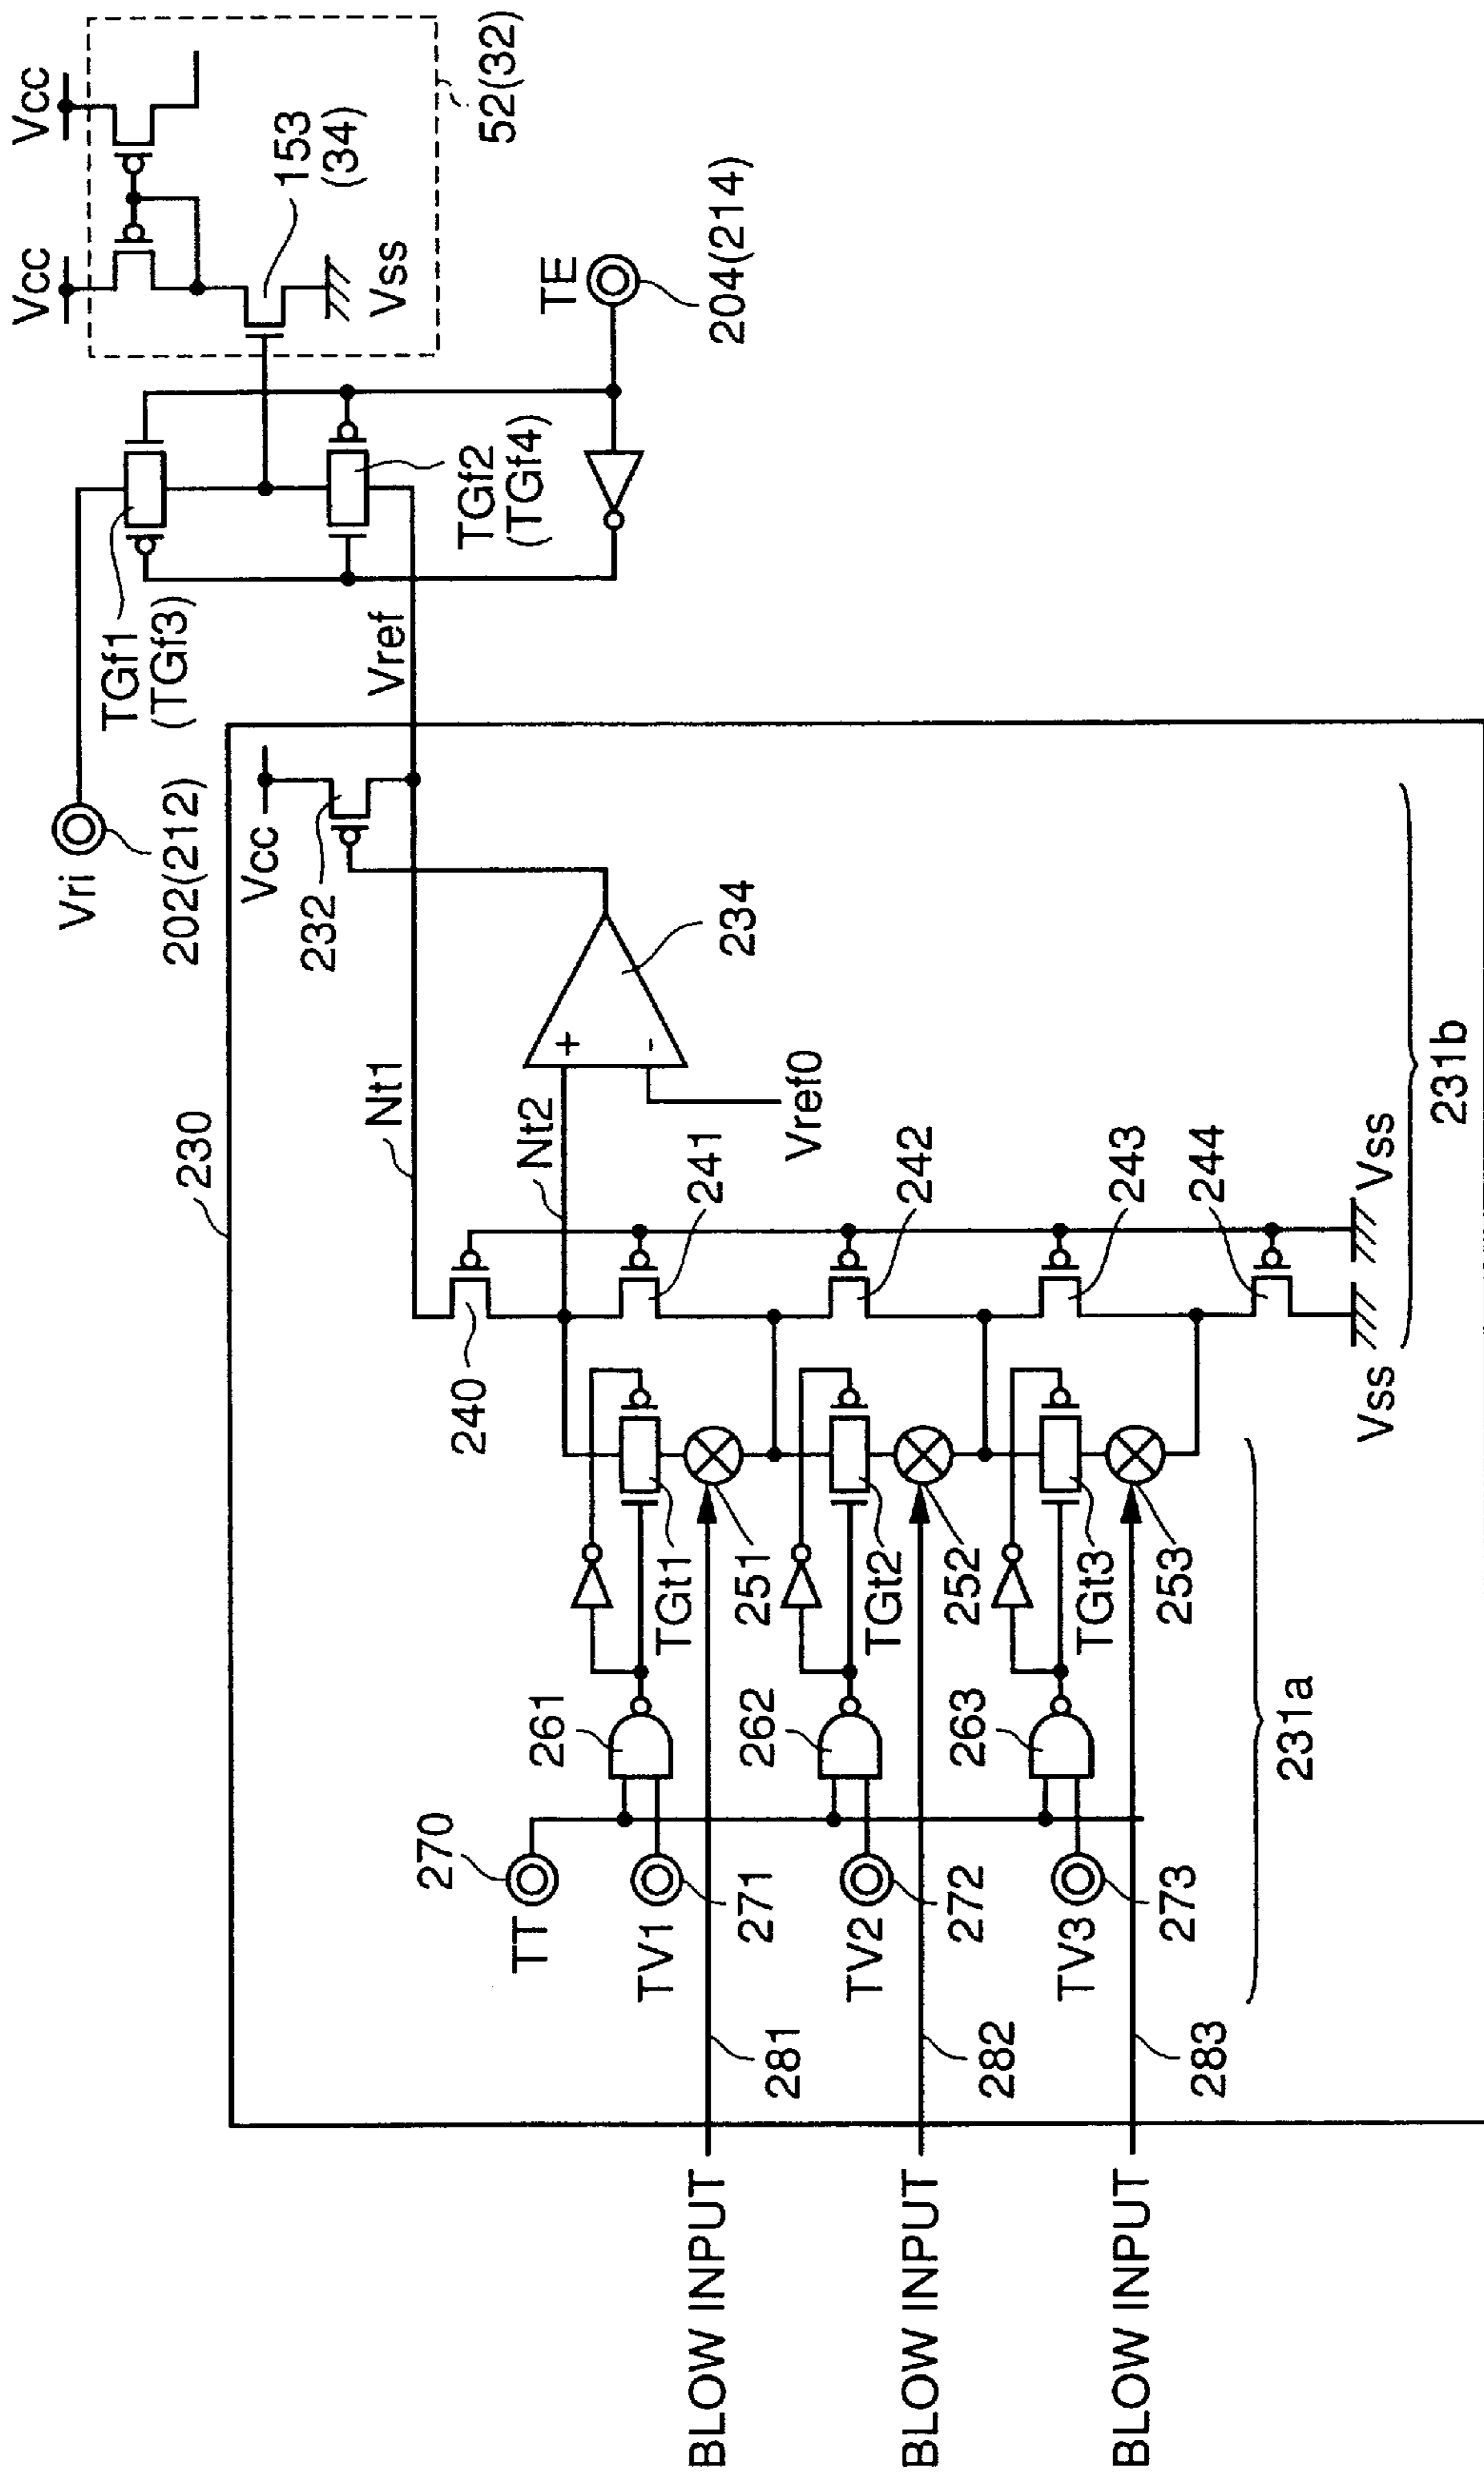 Vcc
Vcc
153
(34)
Vss
52(32)
Vri
202(212)
TGf1
(TGf3)
TGf2
(TGf4)
TE
204(214)
Vref
230
Vcc
232
Nt1
Nt2
234
+
-
Vref0
240
241
242
243
244
Vss
Vss
231b
TT
270
261
TGt1
251
TV1
271
262
TGt2
252
TV2
272
263
TGt3
253
TV3
273
231a
BLOW INPUT
281
BLOW INPUT
282
BLOW INPUT
283